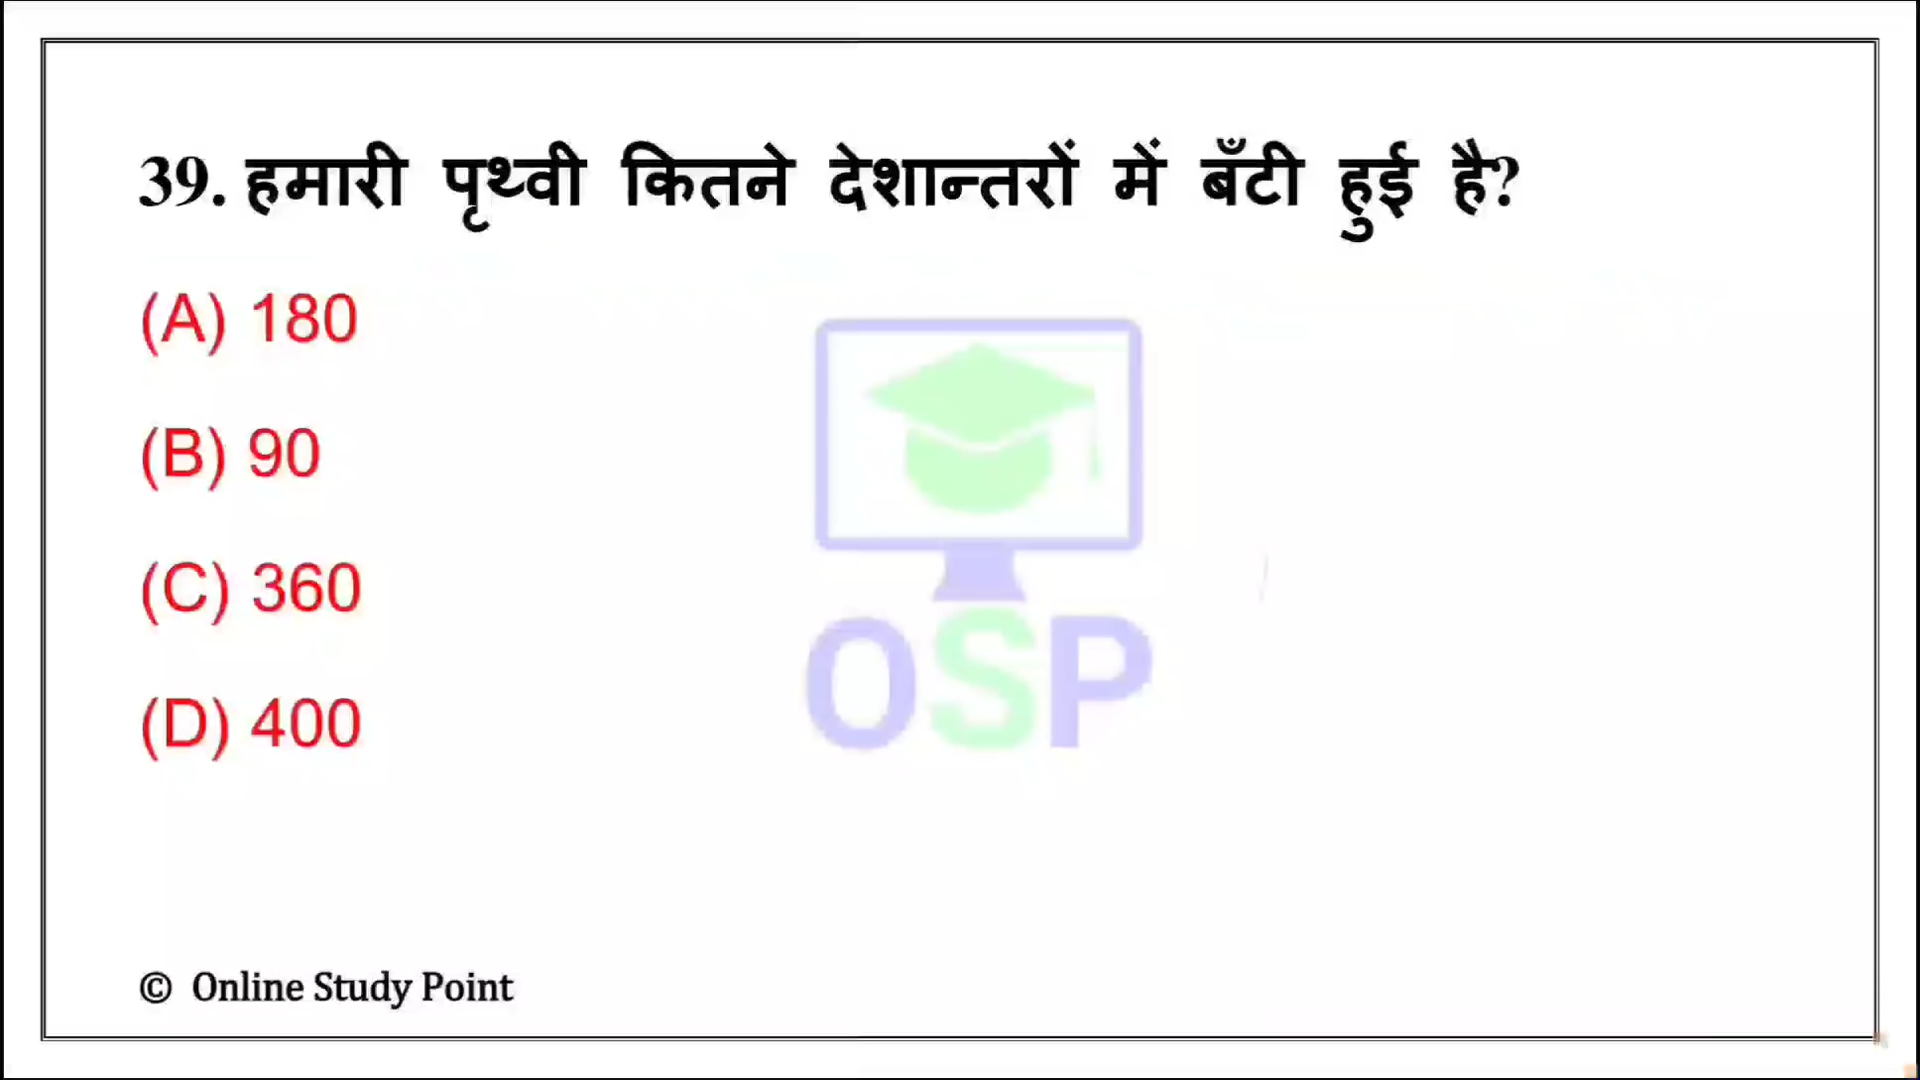 39. हमारी पृथ्वी कितने देशान्तरों में बँटी हुई है?
(A) 180
(B) 90
(C) 360
(D) 400
OSP
© Online Study Point